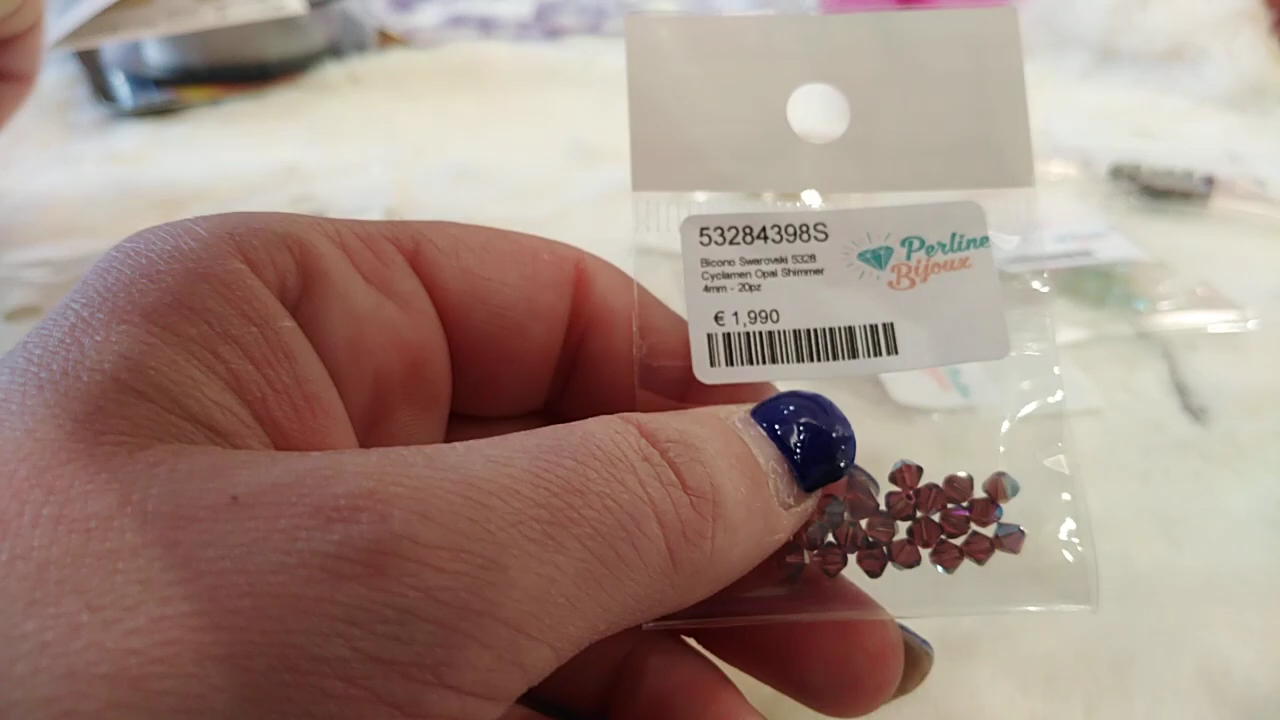 53284398S
Bicono Swarovski 5328
Cyclamen Opal Shimmer
4mm - 20pz
€ 1,990
Perline
Bijoux